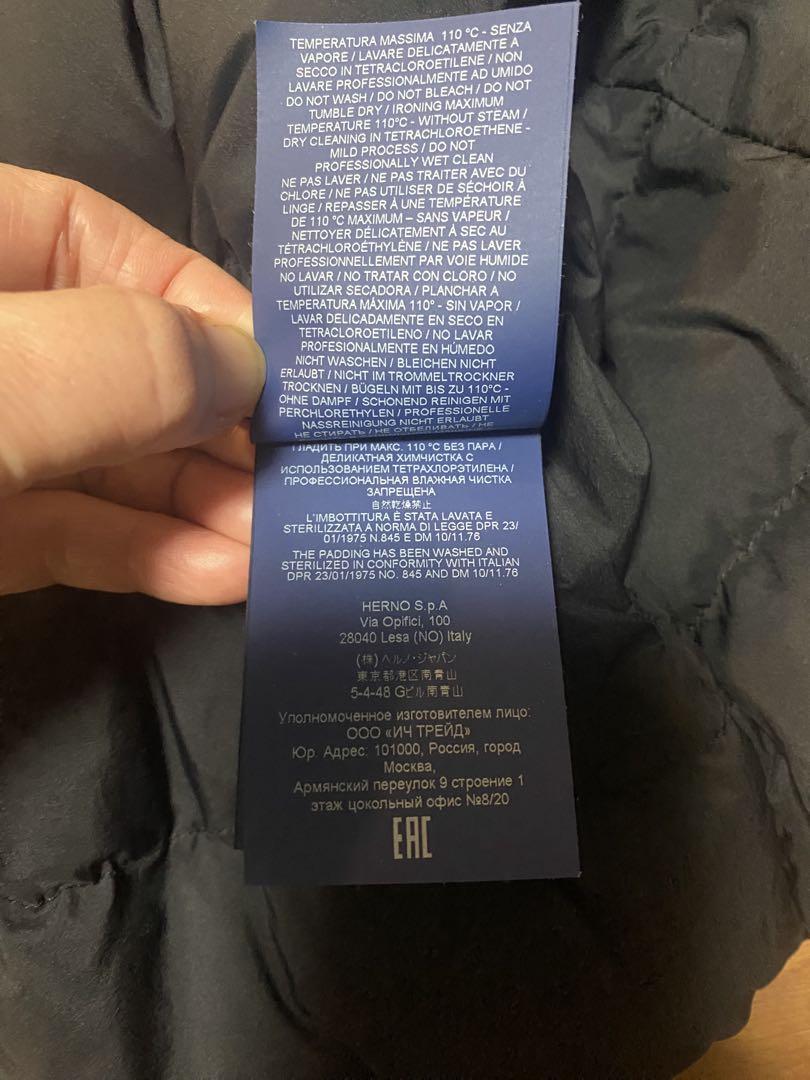 TEMPERATURA MASSIMA 110 °C - SENZA
VAPORE / LAVARE DELICATAMENTE A
SECCO IN TETRACLOROETILENE / NON
LAVARE PROFESSIONALMENTE AD UMIDO
DO NOT WASH / DO NOT BLEACH / DO NOT
TUMBLE DRY / IRONING MAXIMUM
TEMPERATURE 110°C - WITHOUT STEAM /
DRY CLEANING IN TETRACHLOROETHENE -
MILD PROCESS / DO NOT
PROFESSIONALLY WET CLEAN
NE PAS LAVER / NE PAS TRAITER AVEC DU
CHLORE / NE PAS UTILISER DE SÉCHOIR À
LINGE / REPASSER À UNE TEMPÉRATURE
DE 110 °C MAXIMUM – SANS VAPEUR /
NETTOYER DÉLICATEMENT À SEC AU
TÉTRACHLOROÉTHYLÈNE / NE PAS LAVER
PROFESSIONNELLEMENT PAR VOIE HUMIDE
NO LAVAR / NO TRATAR CON CLORO / NO
UTILIZAR SECADORA / PLANCHAR A
TEMPERATURA MÁXIMA 110° - SIN VAPOR /
LAVAR DELICADAMENTE EN SECO EN
TETRACLOROETILENO / NO LAVAR
PROFESIONALMENTE EN HÚMEDO
NICHT WASCHEN / BLEICHEN NICHT
ERLAUBT / NICHT IM TROMMELTROCKNER
TROCKNEN / BÜGELN MIT BIS ZU 110°C -
OHNE DAMPF / SCHONEND REINIGEN MIT
PERCHLORETHYLEN / PROFESSIONELLE
NASSREINIGUNG NICHT ERLAUBT
НЕ СТИРАТЬ / НЕ ОТБЕЛИВАТЬ / НЕ
ГЛАДИТЬ ПРИ МАКС. 110 °C БЕЗ ПАРА /
ДЕЛИКАТНАЯ ХИМЧИСТКА С
ИСПОЛЬЗОВАНИЕМ ТЕТРАХЛОРЭТИЛЕНА /
ПРОФЕССИОНАЛЬНАЯ ВЛАЖНАЯ ЧИСТКА
ЗАПРЕЩЕНА
自然乾燥禁止
L'IMBOTTITURA È STATA LAVATA E
STERILIZZATA A NORMA DI LEGGE DPR 23/
01/1975 N.845 E DM 10/11.76
THE PADDING HAS BEEN WASHED AND
STERILIZED IN CONFORMITY WITH ITALIAN
DPR 23/01/1975 NO. 845 AND DM 10/11.76
HERNO S.p.A
Via Opifici, 100
28040 Lesa (NO) Italy
(株) ヘルノ・ジャパン
東京都港区南青山
5-4-48 Gビル南青山
Уполномоченное изготовителем лицо:
ООО «ИЧ ТРЕЙД»
Юр. Адрес: 101000, Россия, город
Москва,
Армянский переулок 9 строение 1
этаж цокольный офис №8/20
EAC